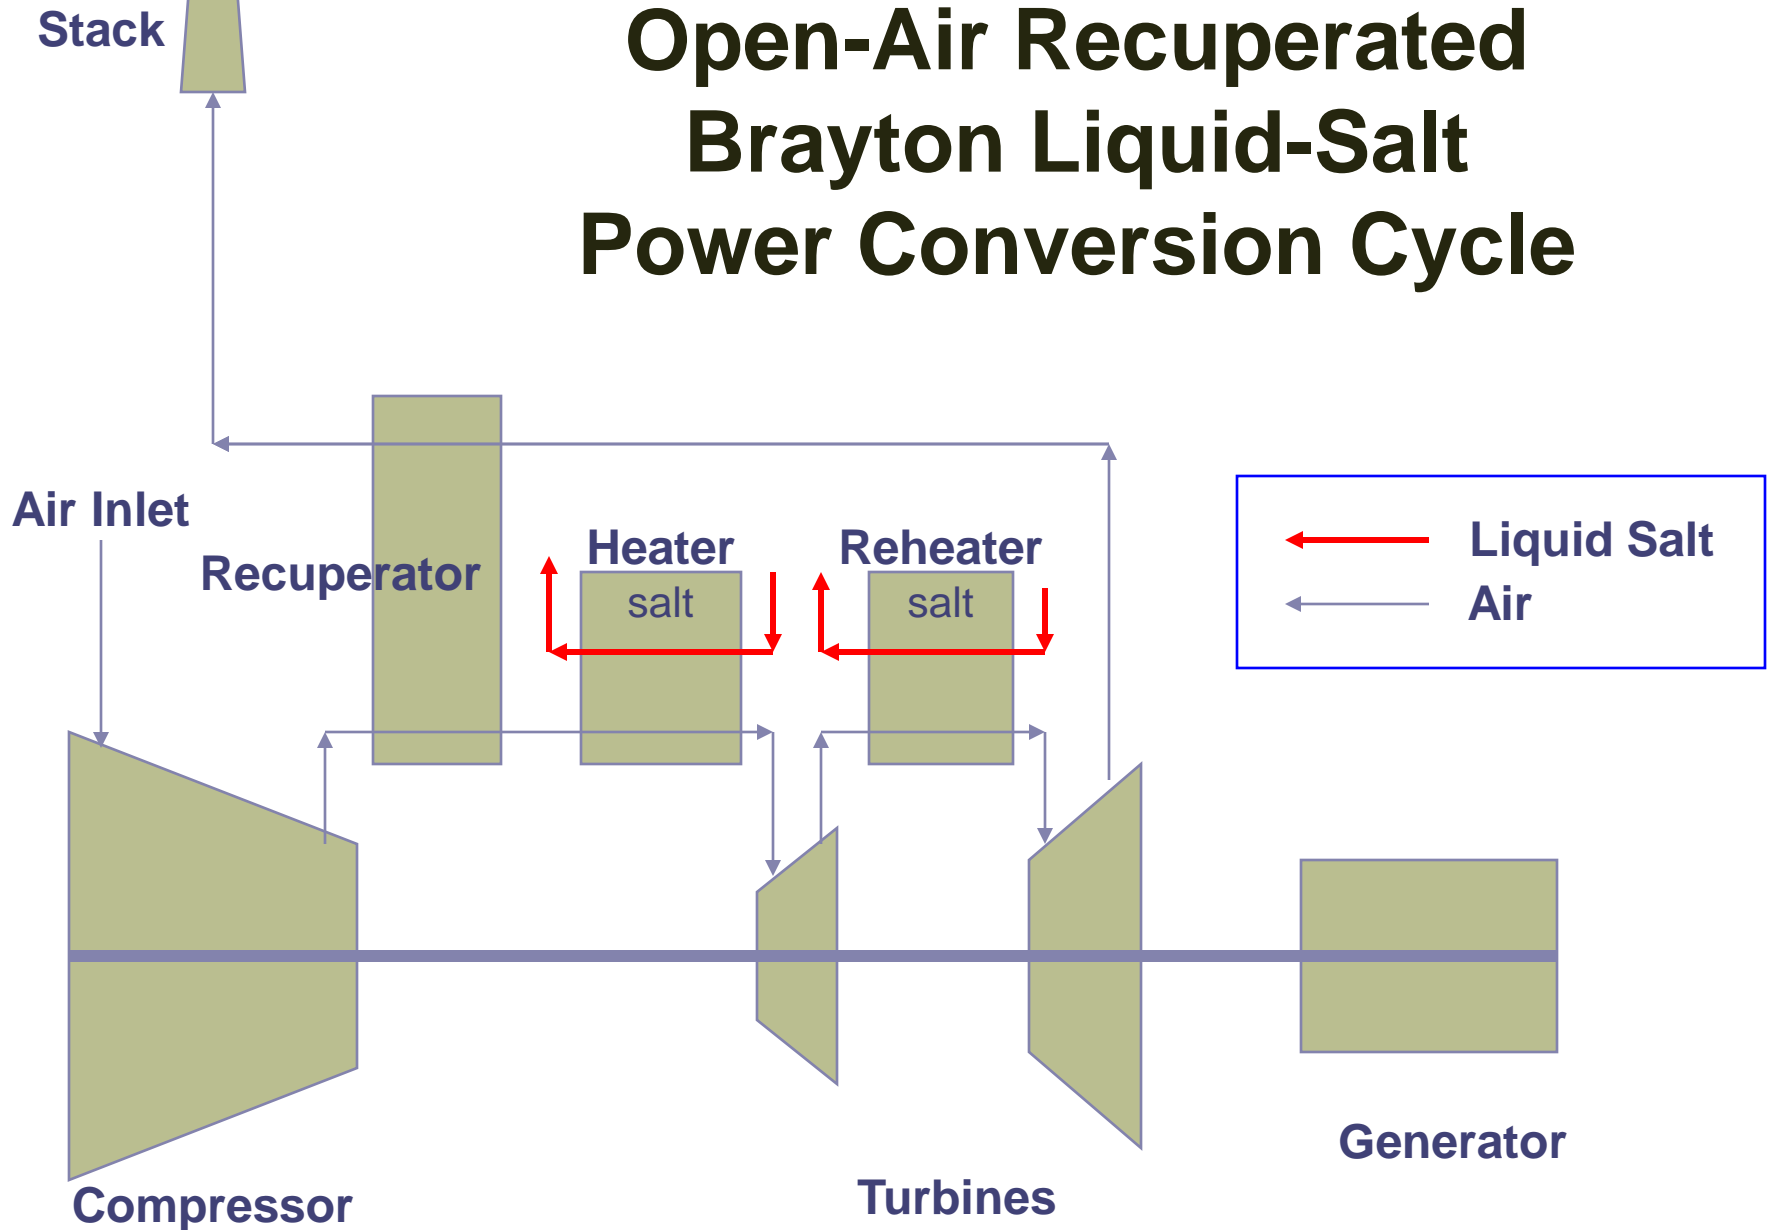 Stack
Open-Air Recuperated
Brayton Liquid-Salt
Power Conversion Cycle
Air Inlet
Recuperator
Heater
salt
Reheater
salt
Liquid Salt
Air
Compressor
Turbines
Generator